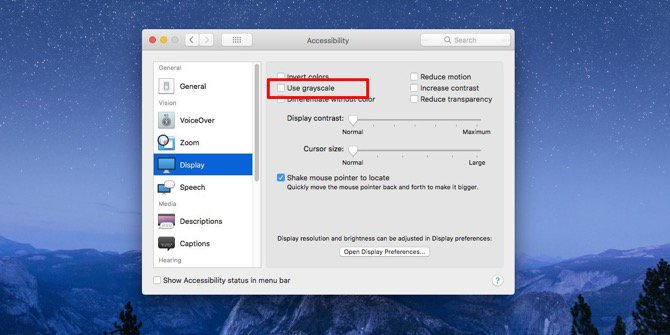 Accessibility
Search
General
General
Vision
VoiceOver
Zoom
Display
Speech
Media
Descriptions
Captions
Hearing
Invert colors
Reduce motion
Use grayscale
Increase contrast
Differentiate without color
Reduce transparency
Display contrast:
Normal Maximum
Cursor size:
Normal Large
Shake mouse pointer to locate
Quickly move the mouse pointer back and forth to make it bigger.
Display resolution and brightness can be adjusted in Display preferences:
Open Display Preferences...
Show Accessibility status in menu bar
?